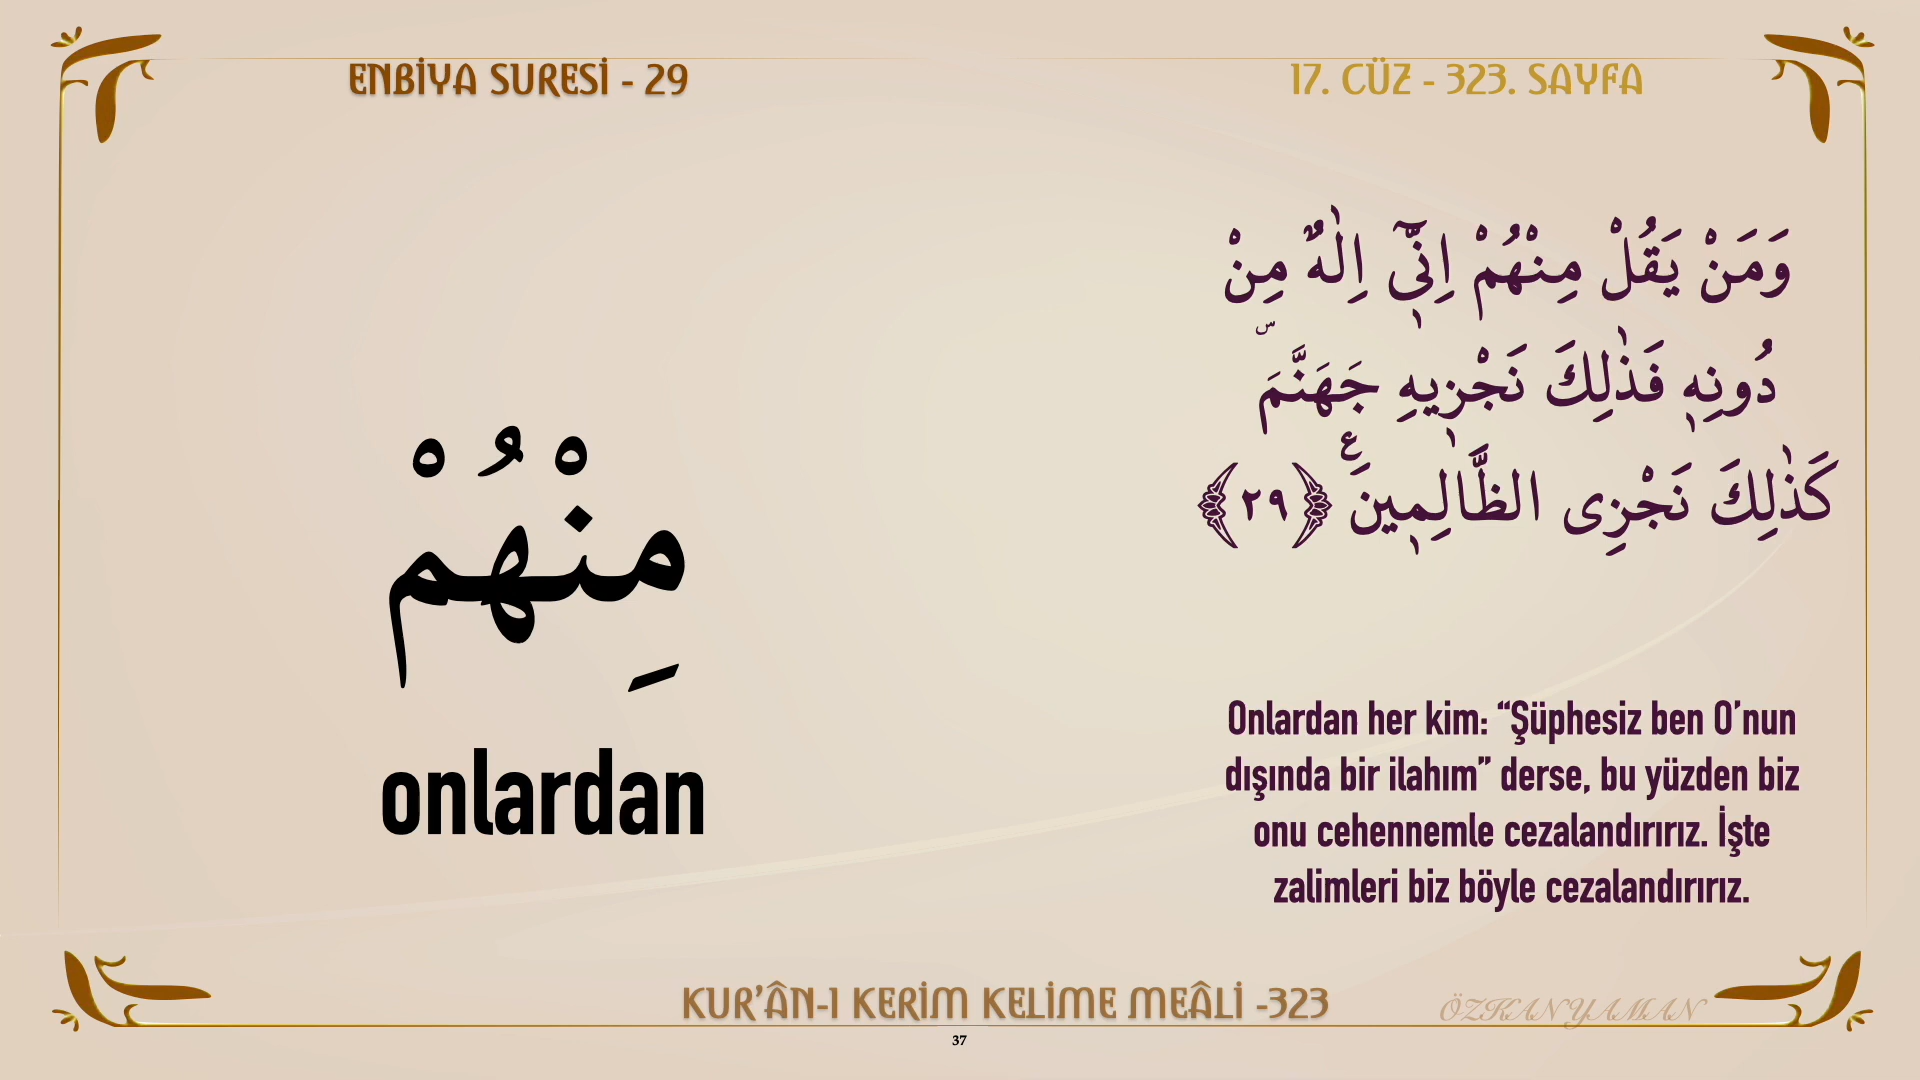 ENBİYA SURESİ - 29
17. CÜZ - 323. SAYFA
وَمَنْ يَقُلْ مِنْهُمْ اِنّٖٓى اِلٰهٌ مِنْ
دُونِهٖ فَذٰلِكَ نَجْزٖيهِ جَهَنَّمَۜ
كَذٰلِكَ نَجْزِى الظَّالِمٖينَࣖ ﴿٢٩﴾
مِنْهُمْ
onlardan
Onlardan her kim: “Şüphesiz ben O’nun
dışında bir ilahım” derse, bu yüzden biz
onu cehennemle cezalandırırız. İşte
zalimleri biz böyle cezalandırırız.
KUR’ÂN-I KERİM KELİME MEÂLİ -323
ÖZKAN YAMAN
37